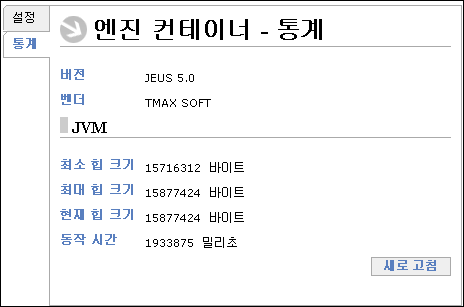 설정
통계
엔진 컨테이너 - 통계
버젼 JEUS 5.0
벤더 TMAX SOFT
JVM
최소 힙 크기 15716312 바이트
최대 힙 크기 15877424 바이트
현재 힙 크기 15877424 바이트
동작 시간 1933875 밀리초
새로 고침